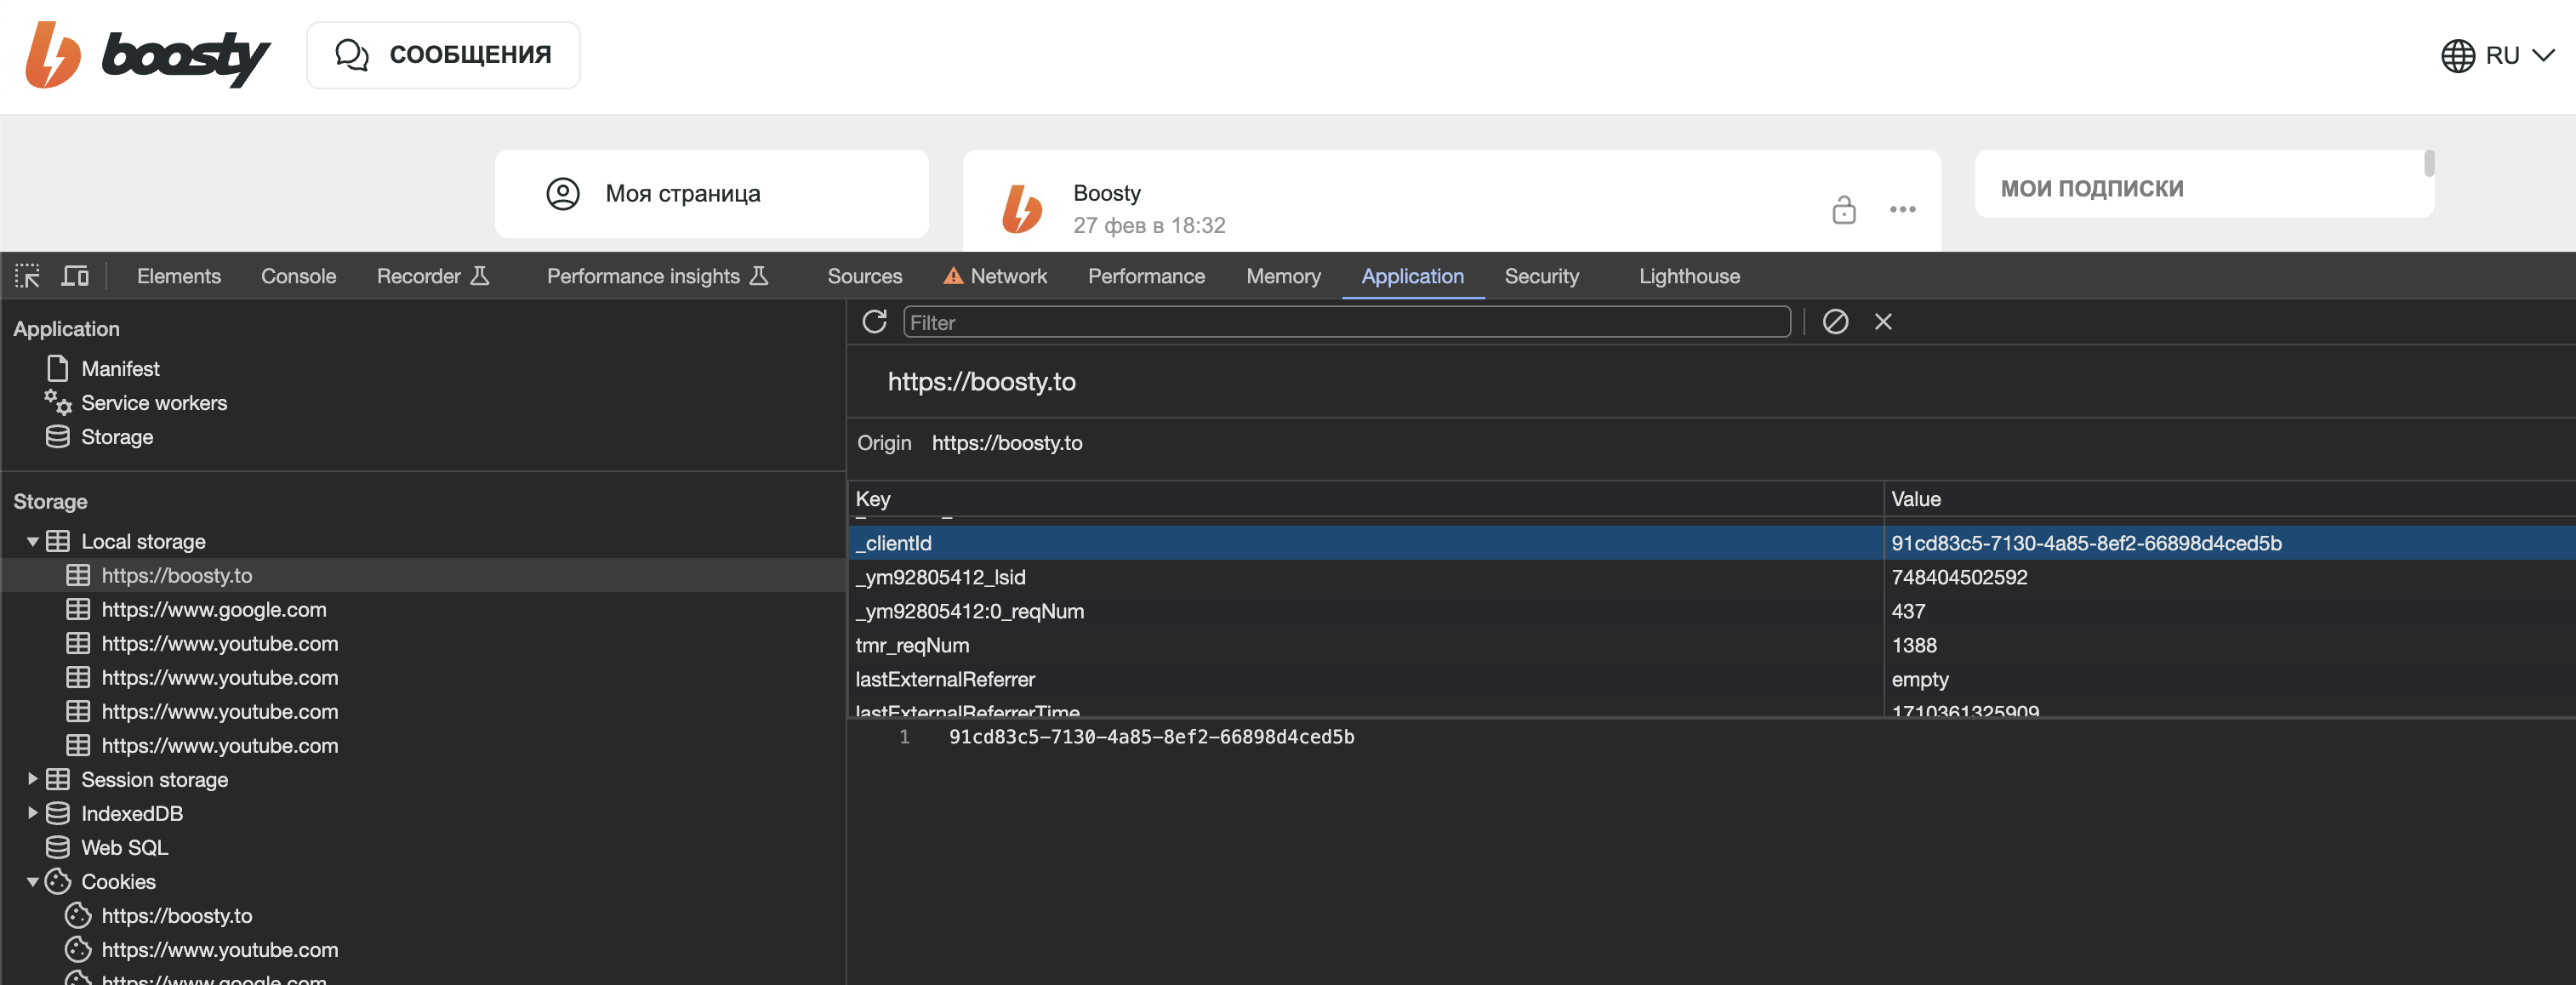 boosty
СООБЩЕНИЯ
RU
Моя страница
Boosty
27 фев в 18:32
МОИ ПОДПИСКИ
Elements Console Recorder Performance insights Sources Network Performance Memory Application Security Lighthouse
Application
Manifest
Service workers
Storage
Storage
Local storage
https://boosty.to
https://www.google.com
https://www.youtube.com
https://www.youtube.com
https://www.youtube.com
https://www.youtube.com
Session storage
IndexedDB
Web SQL
Cookies
https://boosty.to
https://www.youtube.com
https://www.google.com
Filter
https://boosty.to
Origin https://boosty.to
Key Value
_clientId 91cd83c5-7130-4a85-8ef2-66898d4ced5b
_ym92805412_lsid 748404502592
_ym92805412:0_reqNum 437
tmr_reqNum 1388
lastExternalReferrer empty
lastExternalReferrerTime 1710361325909
1 91cd83c5-7130-4a85-8ef2-66898d4ced5b